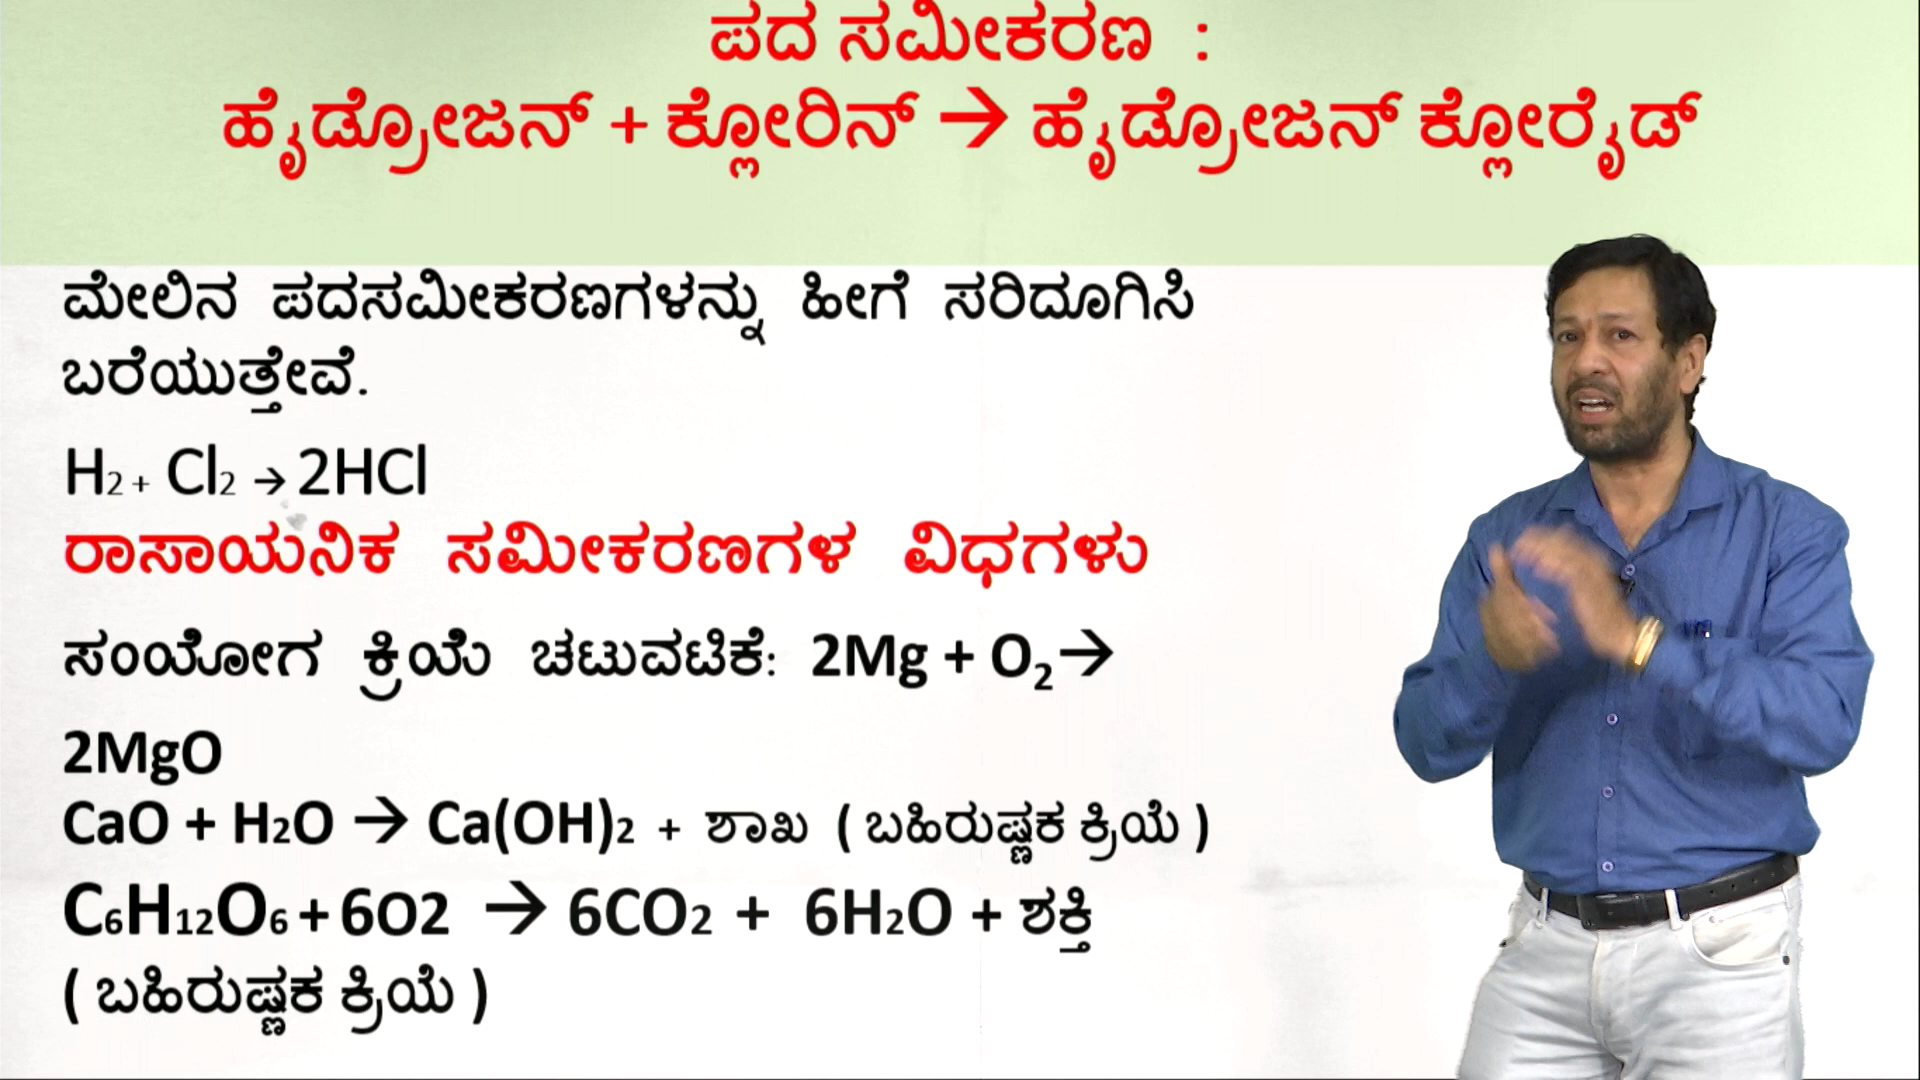 ಪದ ಸಮೀಕರಣ :
ಹೈಡ್ರೋಜನ್ + ಕ್ಲೋರಿನ್ → ಹೈಡ್ರೋಜನ್ ಕ್ಲೋರೈಡ್
ಮೇಲಿನ ಪದಸಮೀಕರಣಗಳನ್ನು ಹೀಗೆ ಸರಿದೂಗಿಸಿ
ಬರೆಯುತ್ತೇವೆ.
H₂ + Cl₂ → 2HCl
ರಾಸಾಯನಿಕ ಸಮೀಕರಣಗಳ ವಿಧಗಳು
ಸಂಯೋಗ ಕ್ರಿಯೆ ಚಟುವಟಿಕೆ: 2Mg + O₂→
2MgO
CaO + H₂O → Ca(OH)₂ + ಶಾಖ ( ಬಹಿರುಷ್ಣಕ ಕ್ರಿಯೆ )
C₆H₁₂O₆ + 6O2 → 6CO₂ + 6H₂O + ಶಕ್ತಿ
( ಬಹಿರುಷ್ಣಕ ಕ್ರಿಯೆ )